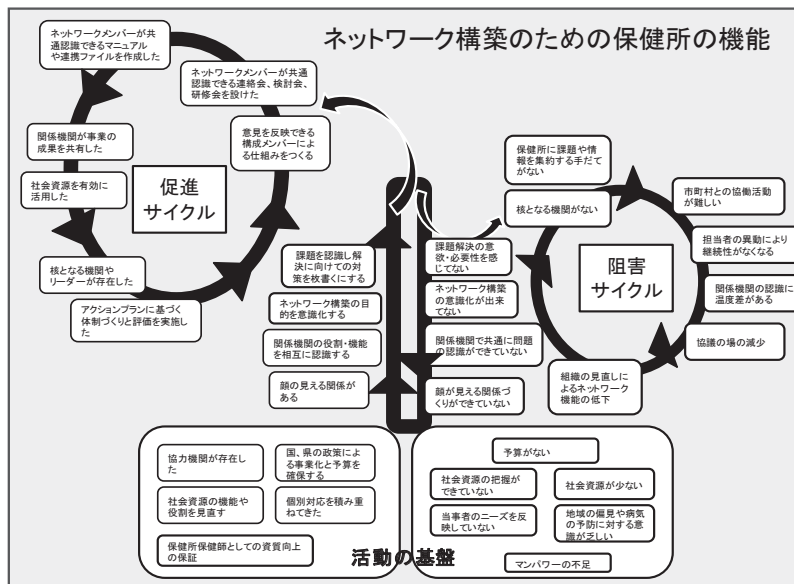 ネットワーク構築のための保健所の機能
ネットワークメンバーが共
通認識できるマニュアル
や連携ファイルを作成した
ネットワークメンバーが共通
認識できる連絡会、検討会、
研修会を設けた
関係機関が事業の
成果を共有した
意見を反映できる
構成メンバーによ
る仕組みをつくる
社会資源を有効に
活用した
促進
サイクル
核となる機関や
リーダーが存在した
アクションプランに基づく
体制づくりと評価を実施し
た
保健所に課題や情
報を集約する手だて
がない
核となる機関がない
市町村との協働活動
が難しい
担当者の異動により
継続性がなくなる
阻害
サイクル
関係機関の認識に
温度差がある
協議の場の減少
組織の見直しに
よるネットワーク
機能の低下
課題を認識し解
決に向けての対
策を枚書くにする
ネットワーク構築の目
的を意識化する
関係機関の役割・機能
を相互に認識する
顔の見える関係が
ある
課題解決の意
欲・必要性を感
じてない
ネットワーク構築
の意識化が出来
てない
関係機関で共通に問題
の認識ができていない
顔が見える関係づ
くりができていない
協力機関が存在し
た
国、県の政策によ
る事業化と予算を
確保する
社会資源の機能や
役割を見直す
個別対応を積み重
ねてきた
保健所保健師としての資質向上
の保証
予算がない
社会資源の把握が
できていない
社会資源が少ない
当事者のニーズを反
映していない
地域の偏見や病気
の予防に対する意
識が乏しい
マンパワーの不足
活動の基盤